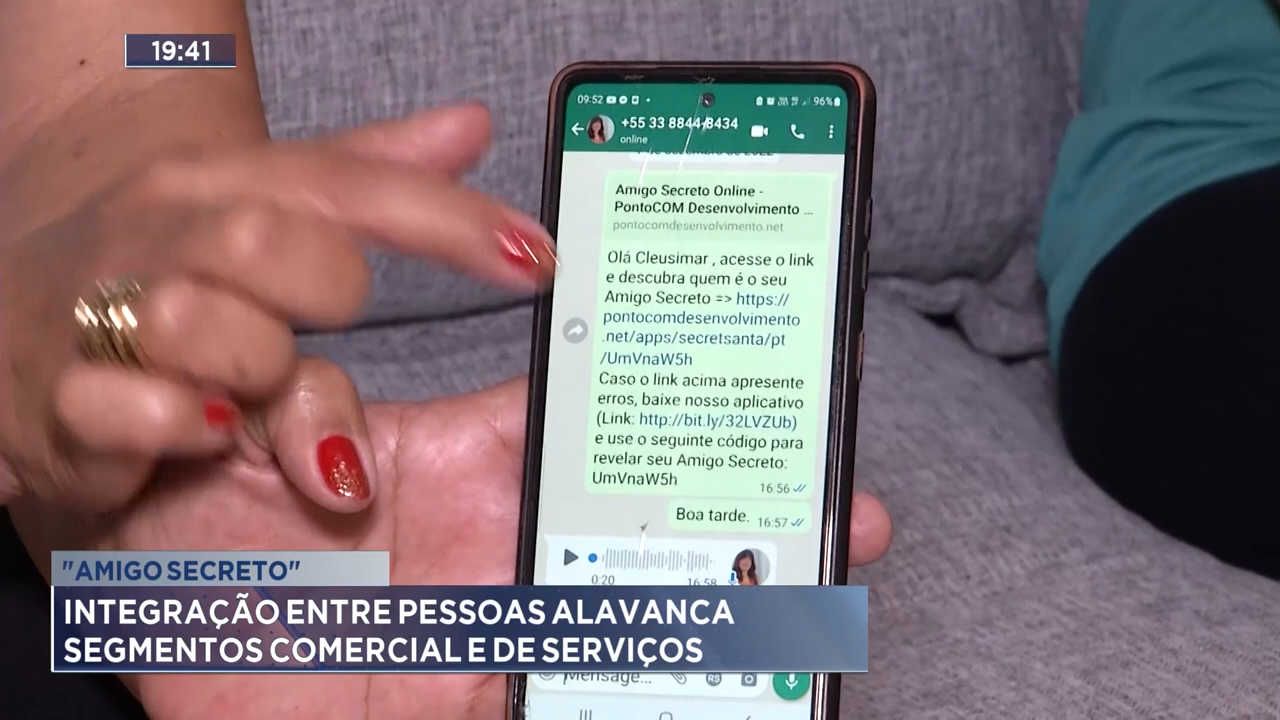 19:41
09:52
96%
+55 33 8844-8434
online
Amigo Secreto Online -
PontoCOM Desenvolvimento ...
pontocomdesenvolvimento.net
Olá Cleusimar , acesse o link
e descubra quem é o seu
Amigo Secreto => https://
pontocomdesenvolvimento
.net/apps/secretsanta/pt
/UmVnaW5h
Caso o link acima apresente
erros, baixe nosso aplicativo
(Link: http://bit.ly/32LVZUb)
e use o seguinte código para
revelar seu Amigo Secreto:
UmVnaW5h
16:56
Boa tarde. 16:57
0:20 16:58
"AMIGO SECRETO"
INTEGRAÇÃO ENTRE PESSOAS ALAVANCA
SEGMENTOS COMERCIAL E DE SERVIÇOS
Mensage...
R$